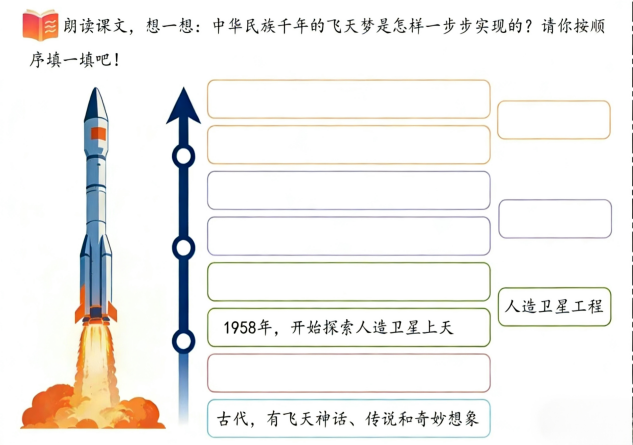 朗读课文，想一想：中华民族千年的飞天梦是怎样一步步实现的？请你按顺
序填一填吧！
人造卫星工程
1958年，开始探索人造卫星上天
古代，有飞天神话、传说和奇妙想象